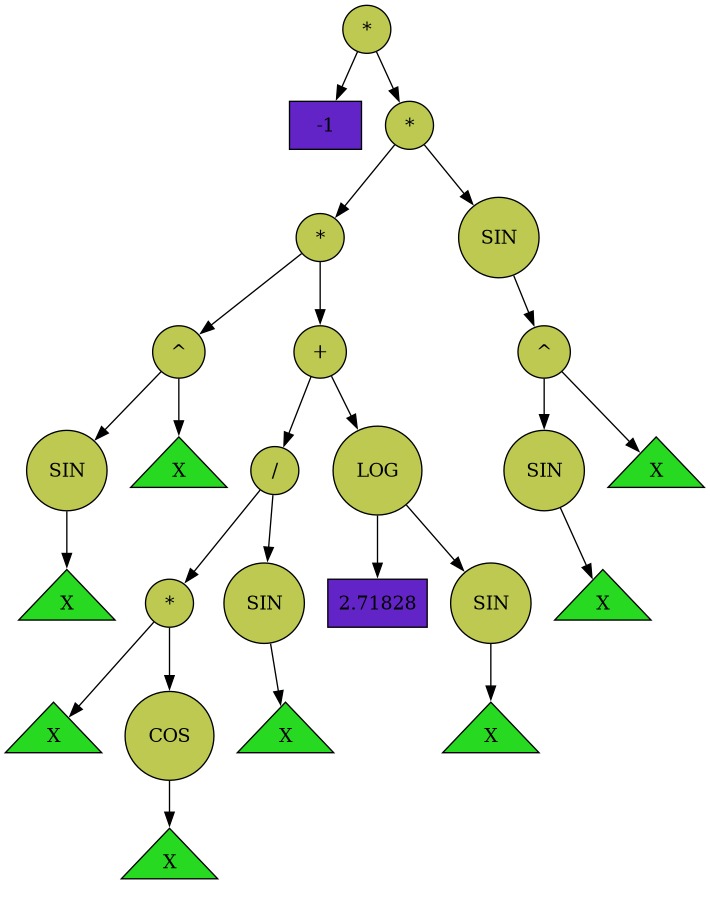 *
-1 *
* SIN
^ + ^
SIN X / LOG SIN X
X * SIN 2.71828 SIN X
X COS X X
X